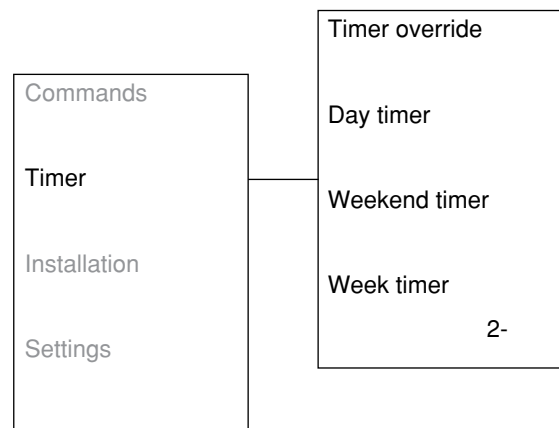 Commands
Timer
Installation
Settings
Timer override
Day timer
Weekend timer
Week timer
2-